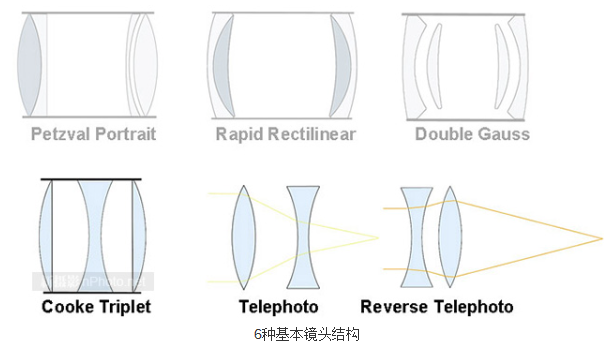 Petzval Portrait
Rapid Rectilinear
Double Gauss
Cooke Triplet
Telephoto
Reverse Telephoto
6种基本镜头结构